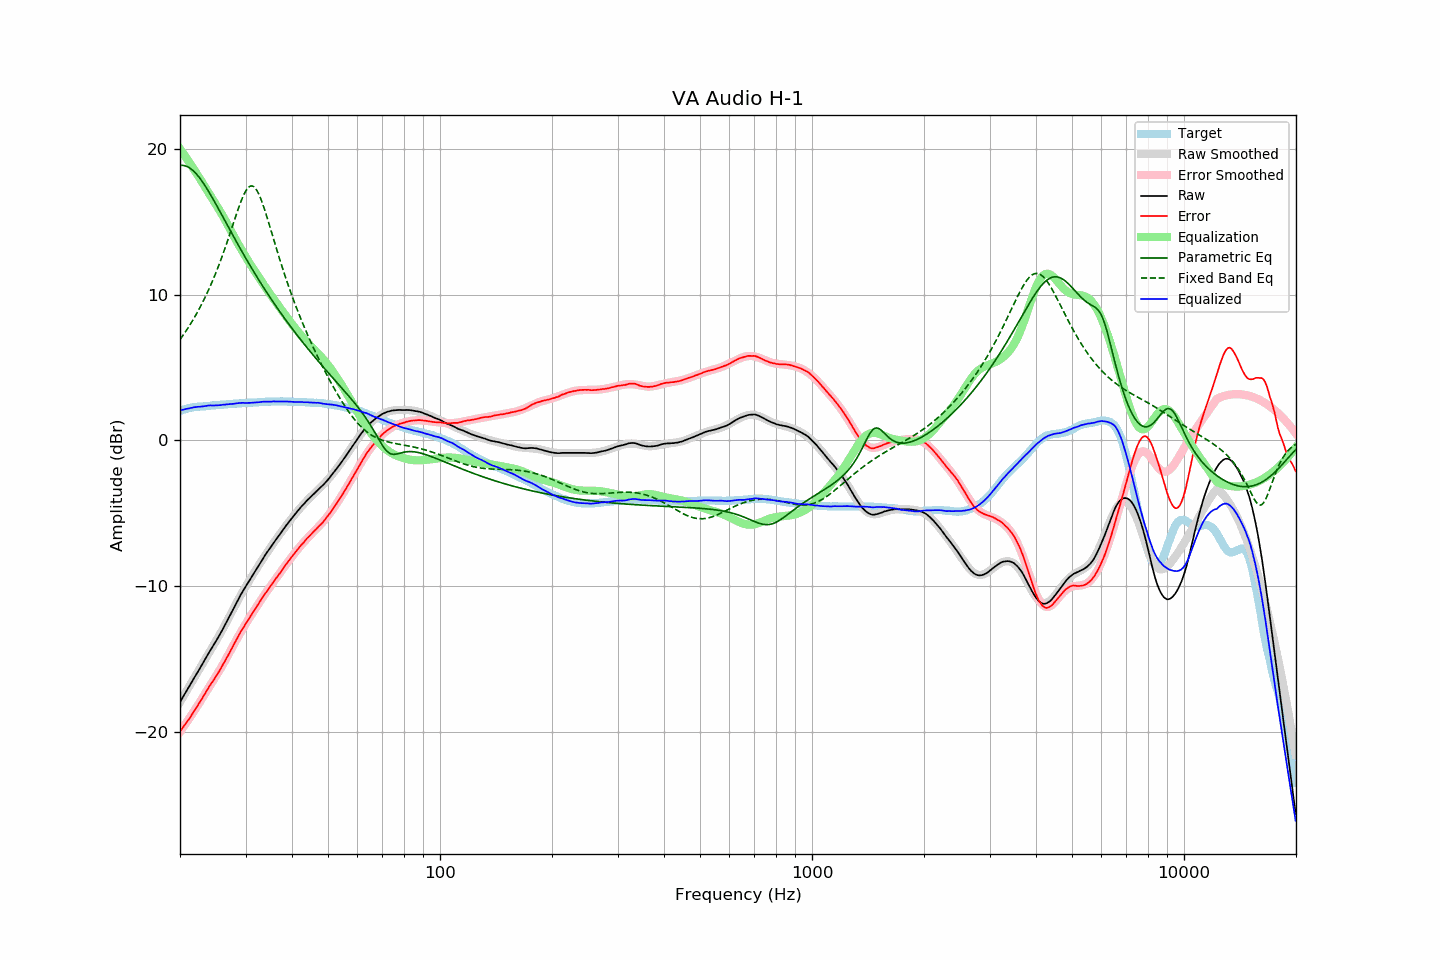 VA Audio H-1
Target
Raw Smoothed
Error Smoothed
Raw
Error
Equalization
Parametric Eq
Fixed Band Eq
Equalized
20
10
0
−10
−20
Amplitude (dBr)
100
1000
10000
Frequency (Hz)